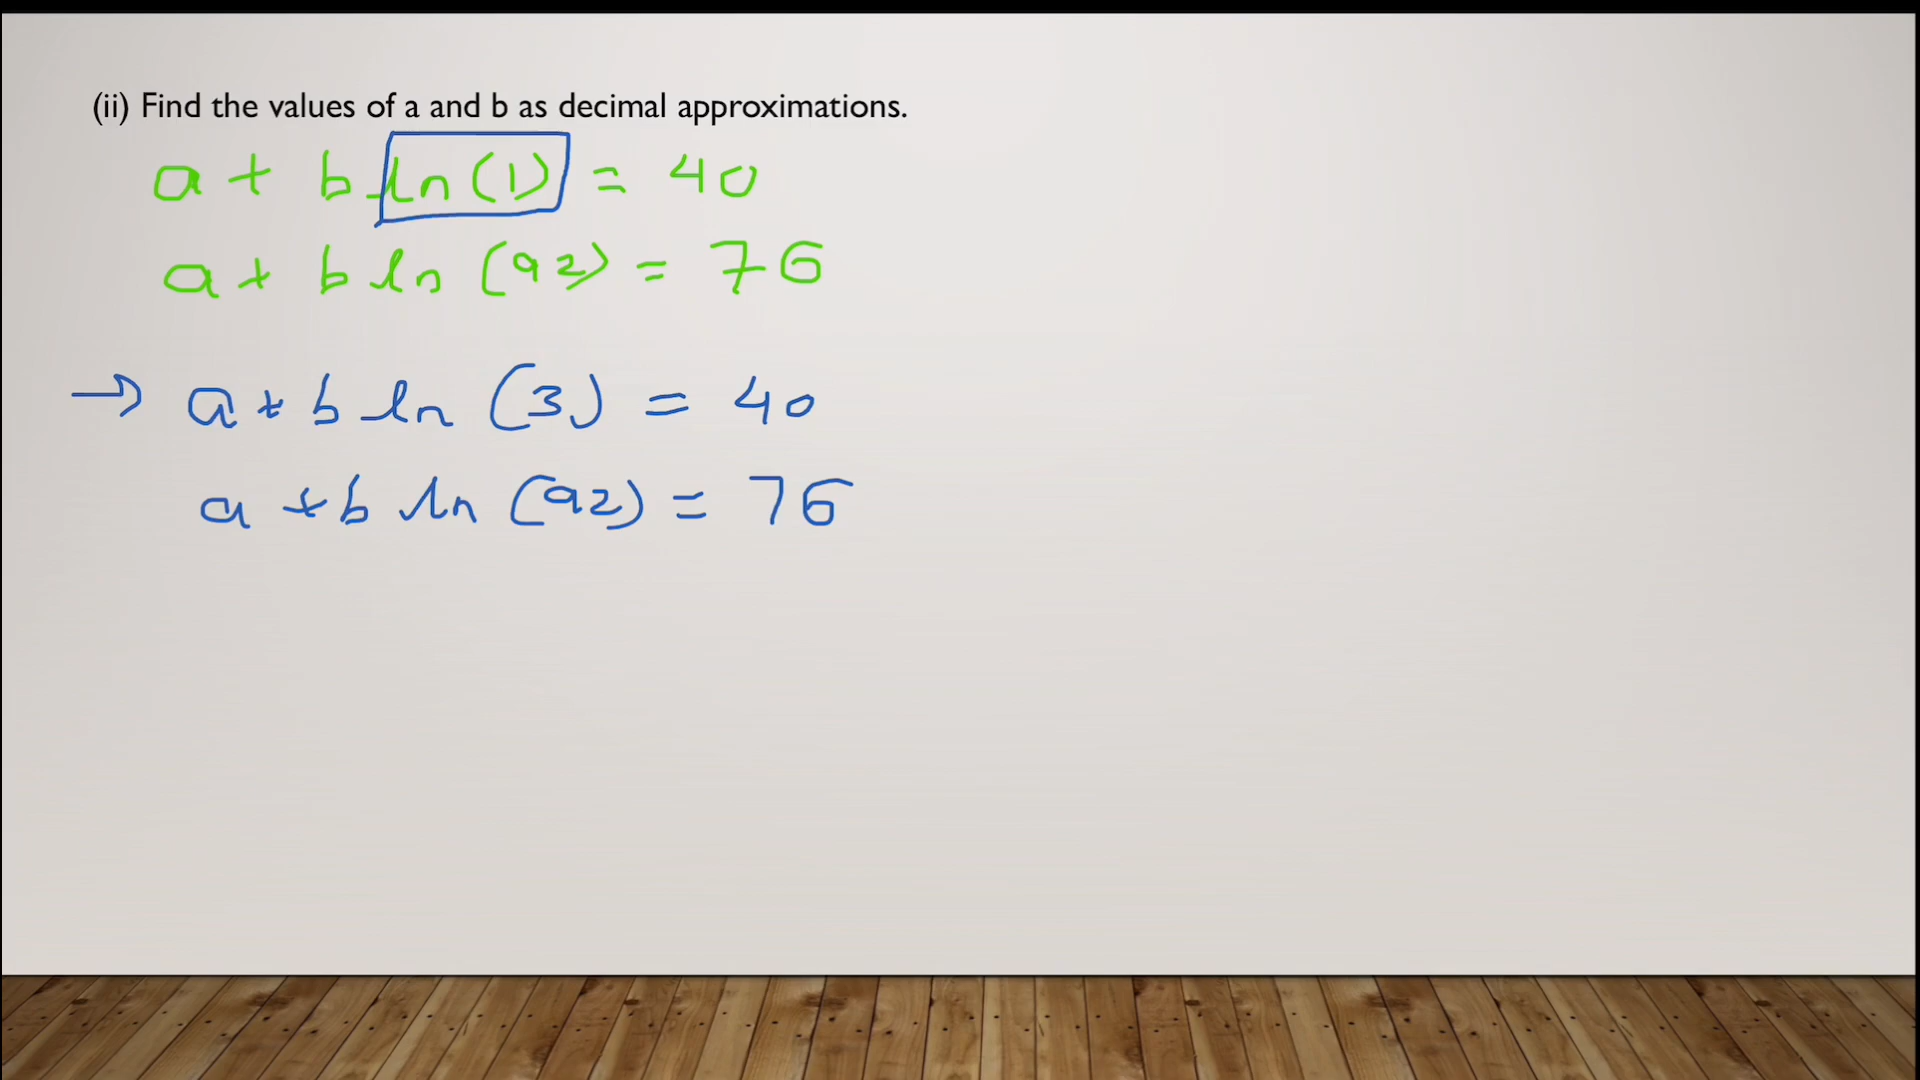 (ii) Find the values of a and b as decimal approximations.
a + b ln (1) = 40
a + b ln (92) = 76
→ a + b ln (3) = 40
a + b ln (92) = 76